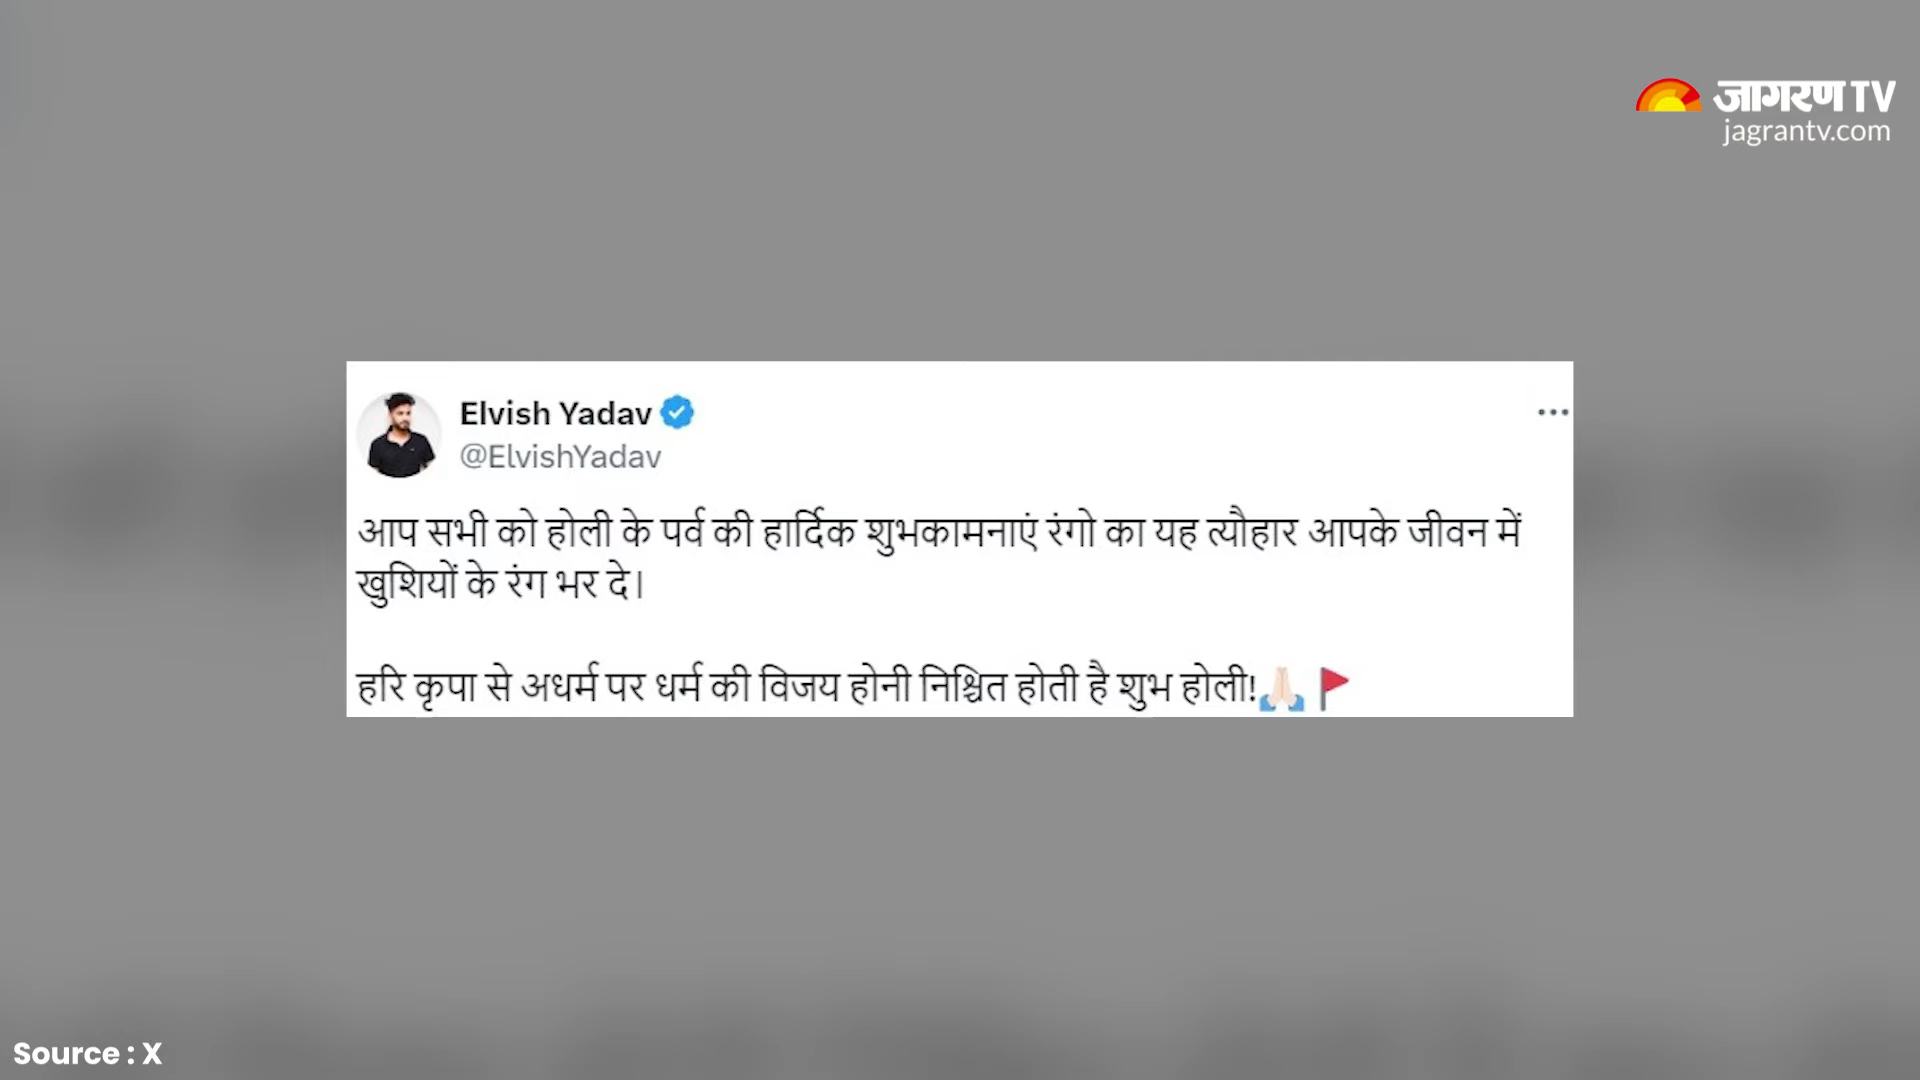 जागरण TV
jagrantv.com
Elvish Yadav
@ElvishYadav
आप सभी को होली के पर्व की हार्दिक शुभकामनाएं रंगो का यह त्यौहार आपके जीवन में
खुशियों के रंग भर दे।
हरि कृपा से अधर्म पर धर्म की विजय होनी निश्चित होती है शुभ होली!🙏🏻🚩
Source : X